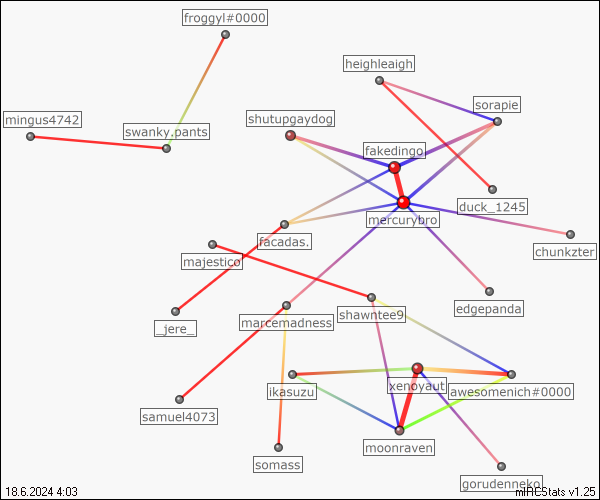 froggyl#0000
heighleaigh
sorapie
mingus4742
shutupgaydog
swanky.pants
fakedingo
duck_1245
mercurybro
facadas.
chunkzter
majestico
edgepanda
shawntee9
marcemadness
_jere_
xenoyaut
ikasuzu
awesomenich#0000
samuel4073
moonraven
somass
gorudenneko
18.6.2024 4:03
mIRCStats v1.25